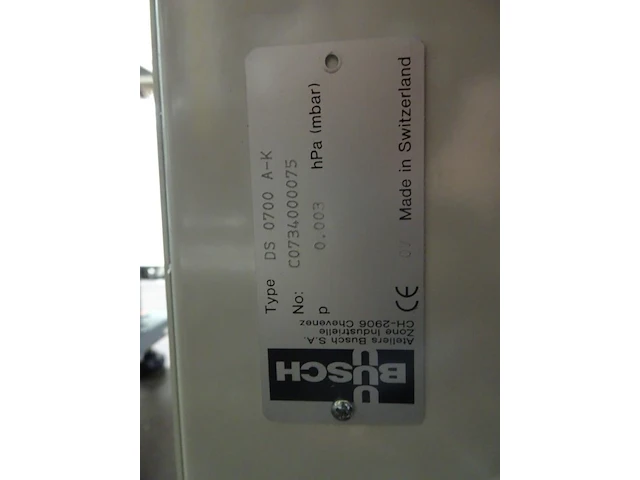 BUSCH
Ateliers Busch S.A.
Zone Industrielle
CH-2906 Chevenez
Type DS 0700 A-K
No: C0734000075
p 0.003 hPa (mbar)
CE 07 Made in Switzerland